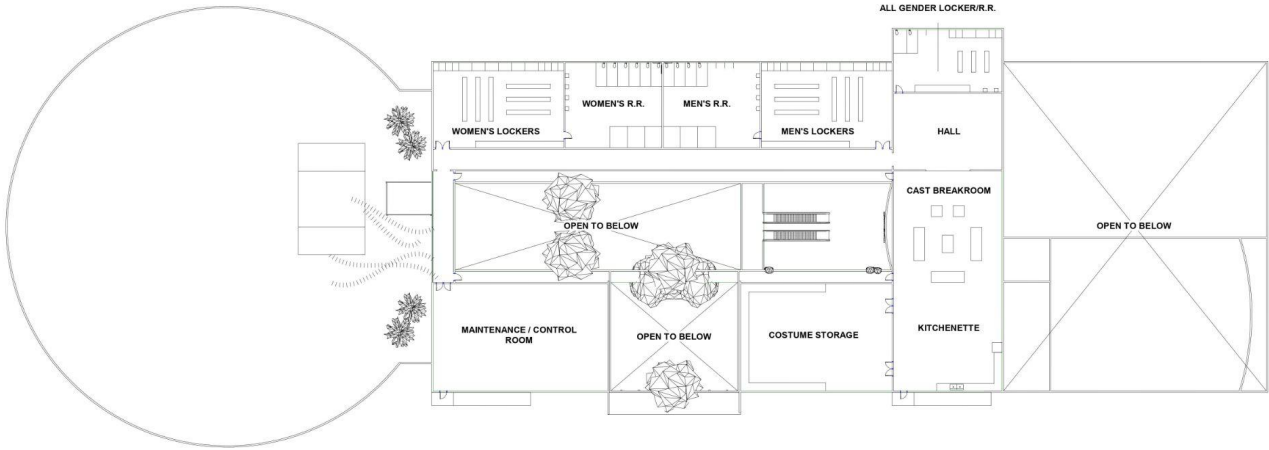 ALL GENDER LOCKER/R.R.
WOMEN'S R.R.
MEN'S R.R.
WOMEN'S LOCKERS
MEN'S LOCKERS
HALL
CAST BREAKROOM
OPEN TO BELOW
OPEN TO BELOW
MAINTENANCE / CONTROL
ROOM
OPEN TO BELOW
COSTUME STORAGE
KITCHENETTE